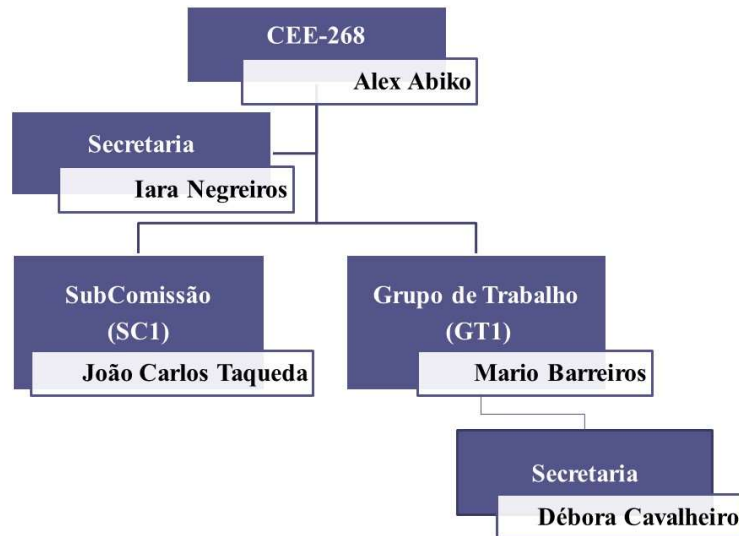 CEE-268
Alex Abiko
Secretaria
Iara Negreiros
SubComissão
(SC1)
João Carlos Taqueda
Grupo de Trabalho
(GT1)
Mario Barreiros
Secretaria
Débora Cavalheiro